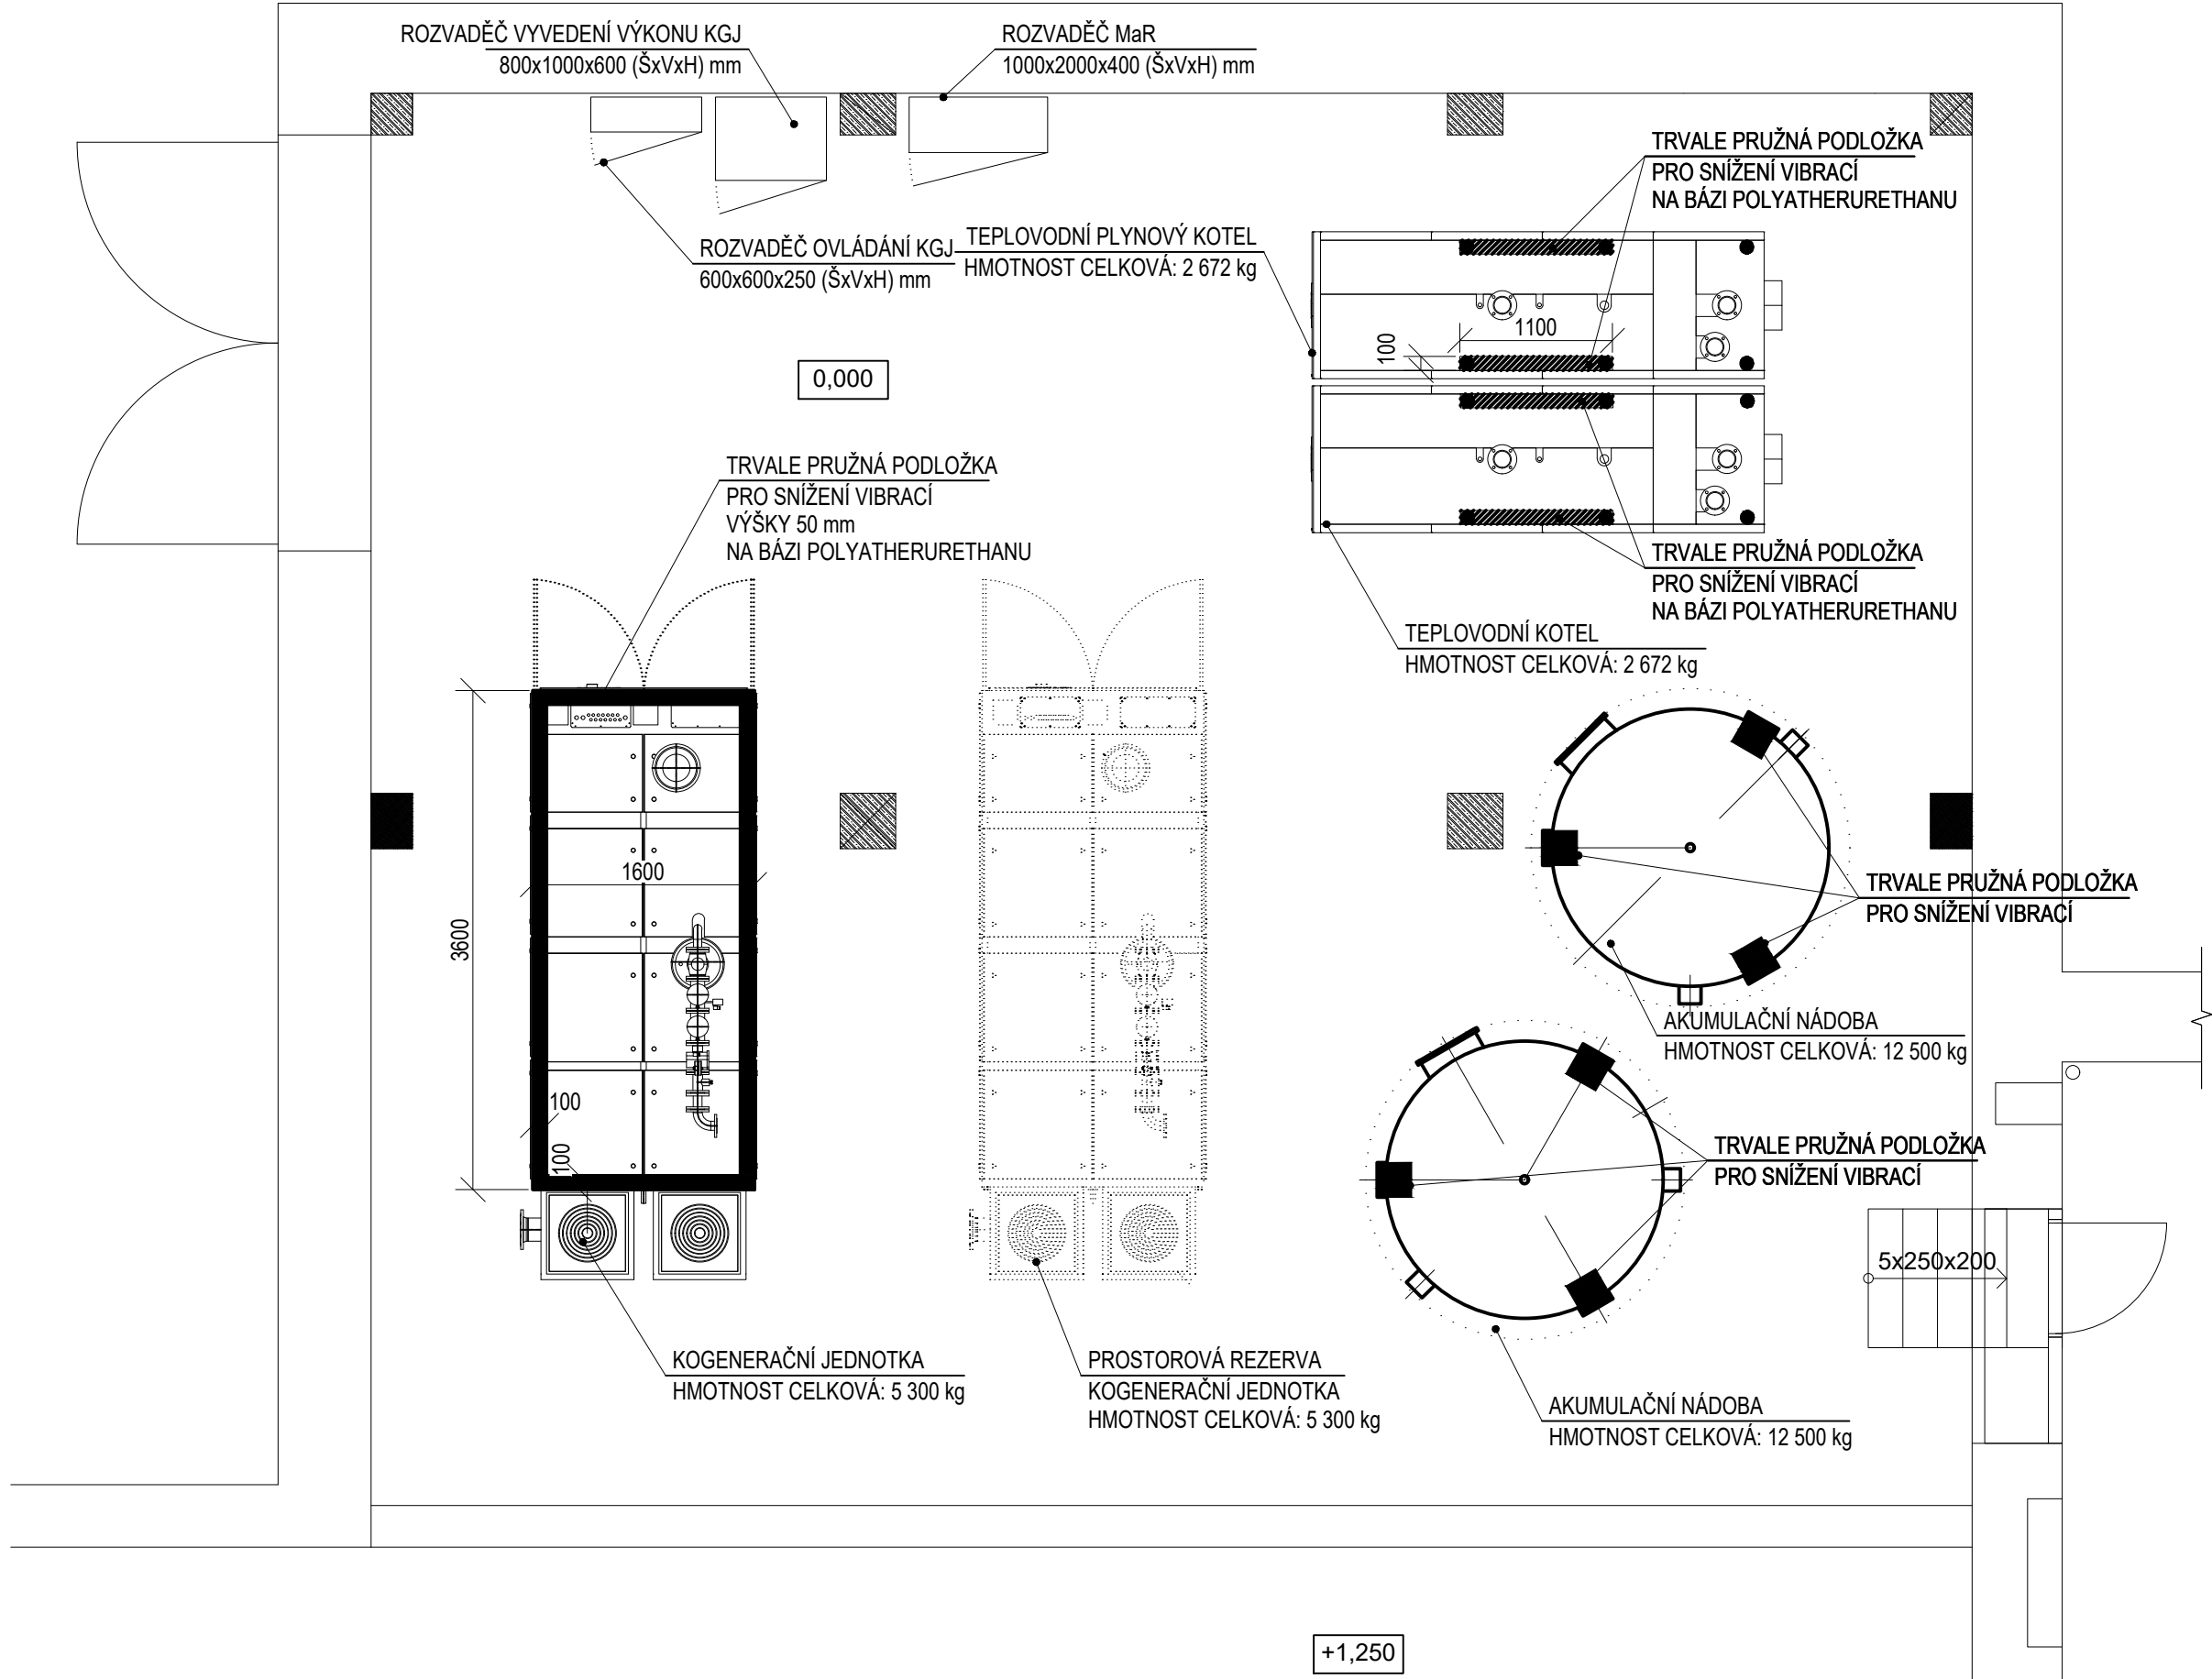 ROZVADĚČ VYVEDENÍ VÝKONU KGJ
800x1000x600 (ŠxVxH) mm
ROZVADĚČ MaR
1000x2000x400 (ŠxVxH) mm
TRVALE PRUŽNÁ PODLOŽKA
PRO SNÍŽENÍ VIBRACÍ
NA BÁZI POLYATHERURETHANU
ROZVADĚČ OVLÁDÁNÍ KGJ
600x600x250 (ŠxVxH) mm
TEPLOVODNÍ PLYNOVÝ KOTEL
HMOTNOST CELKOVÁ: 2 672 kg
1100
100
0,000
TRVALE PRUŽNÁ PODLOŽKA
PRO SNÍŽENÍ VIBRACÍ
VÝŠKY 50 mm
NA BÁZI POLYATHERURETHANU
TRVALE PRUŽNÁ PODLOŽKA
PRO SNÍŽENÍ VIBRACÍ
NA BÁZI POLYATHERURETHANU
TEPLOVODNÍ KOTEL
HMOTNOST CELKOVÁ: 2 672 kg
1600
3600
100
100
TRVALE PRUŽNÁ PODLOŽKA
PRO SNÍŽENÍ VIBRACÍ
AKUMULAČNÍ NÁDOBA
HMOTNOST CELKOVÁ: 12 500 kg
TRVALE PRUŽNÁ PODLOŽKA
PRO SNÍŽENÍ VIBRACÍ
5x250x200
KOGENERAČNÍ JEDNOTKA
HMOTNOST CELKOVÁ: 5 300 kg
PROSTOROVÁ REZERVA
KOGENERAČNÍ JEDNOTKA
HMOTNOST CELKOVÁ: 5 300 kg
AKUMULAČNÍ NÁDOBA
HMOTNOST CELKOVÁ: 12 500 kg
+1,250